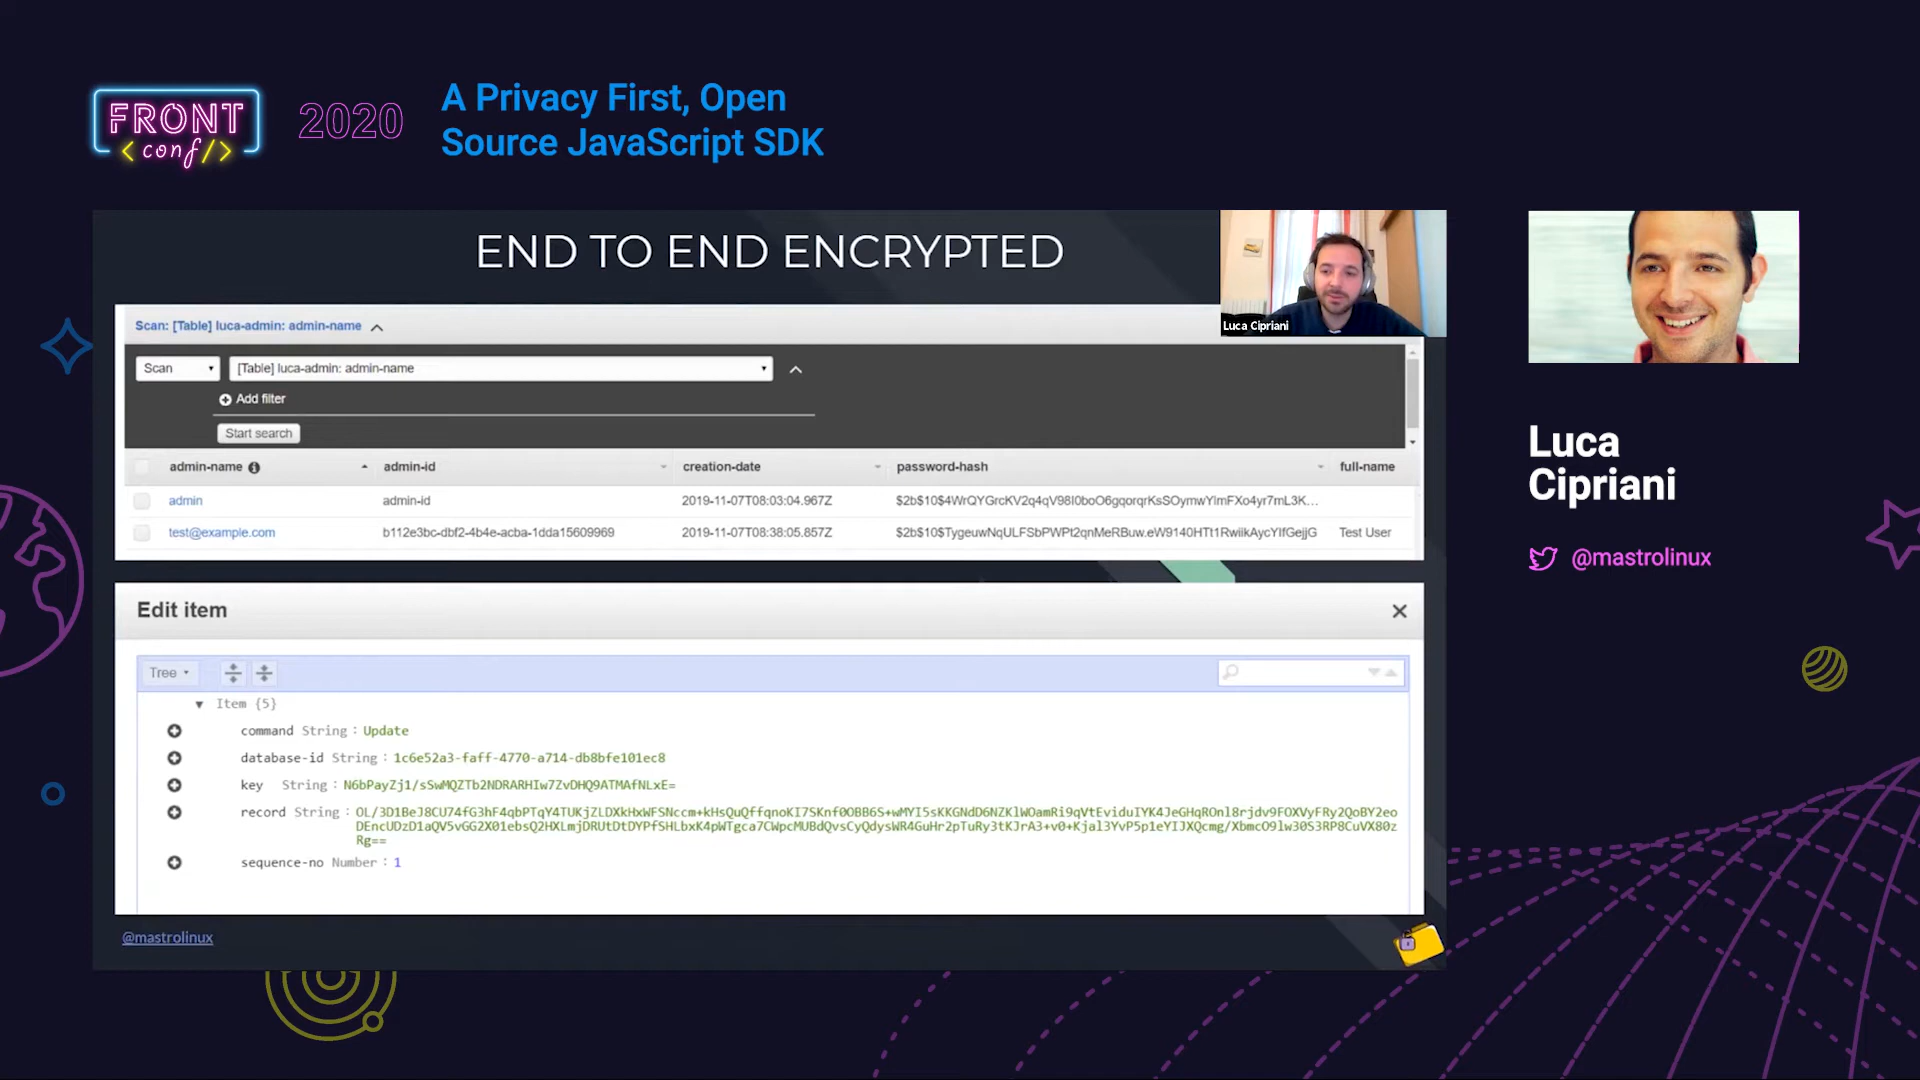 FRONT
<conf/>
2020
A Privacy First, Open
Source JavaScript SDK
END TO END ENCRYPTED
Luca Cipriani
Scan: [Table] luca-admin: admin-name
Scan
[Table] luca-admin: admin-name
Add filter
Start search
admin-name admin-id creation-date password-hash full-name
admin admin-id 2019-11-07T08:03:04.967Z
test@example.com b112e3bc-dbf2-4b4e-acba-1dda15609969 2019-11-07T08:38:05.857Z Test User
Edit item
Tree
Item {5}
command String : Update
database-id String : 1c6e52a3-faff-4770-a714-db8bfe101ec8
key String : N6bPayZj1/sSwMQZTb2NDRARHIw7ZvDHQ9ATMAfNLxE=
record String :
Rg==
sequence-no Number : 1
@mastrolinux
Luca
Cipriani
@mastrolinux